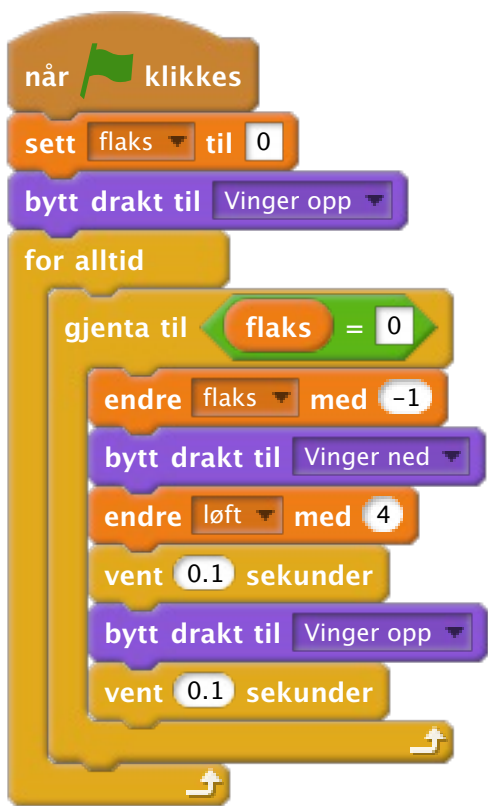 når klikkes
sett flaks til 0
bytt drakt til Vinger opp
for alltid
gjenta til flaks = 0
endre flaks med -1
bytt drakt til Vinger ned
endre løft med 4
vent 0.1 sekunder
bytt drakt til Vinger opp
vent 0.1 sekunder